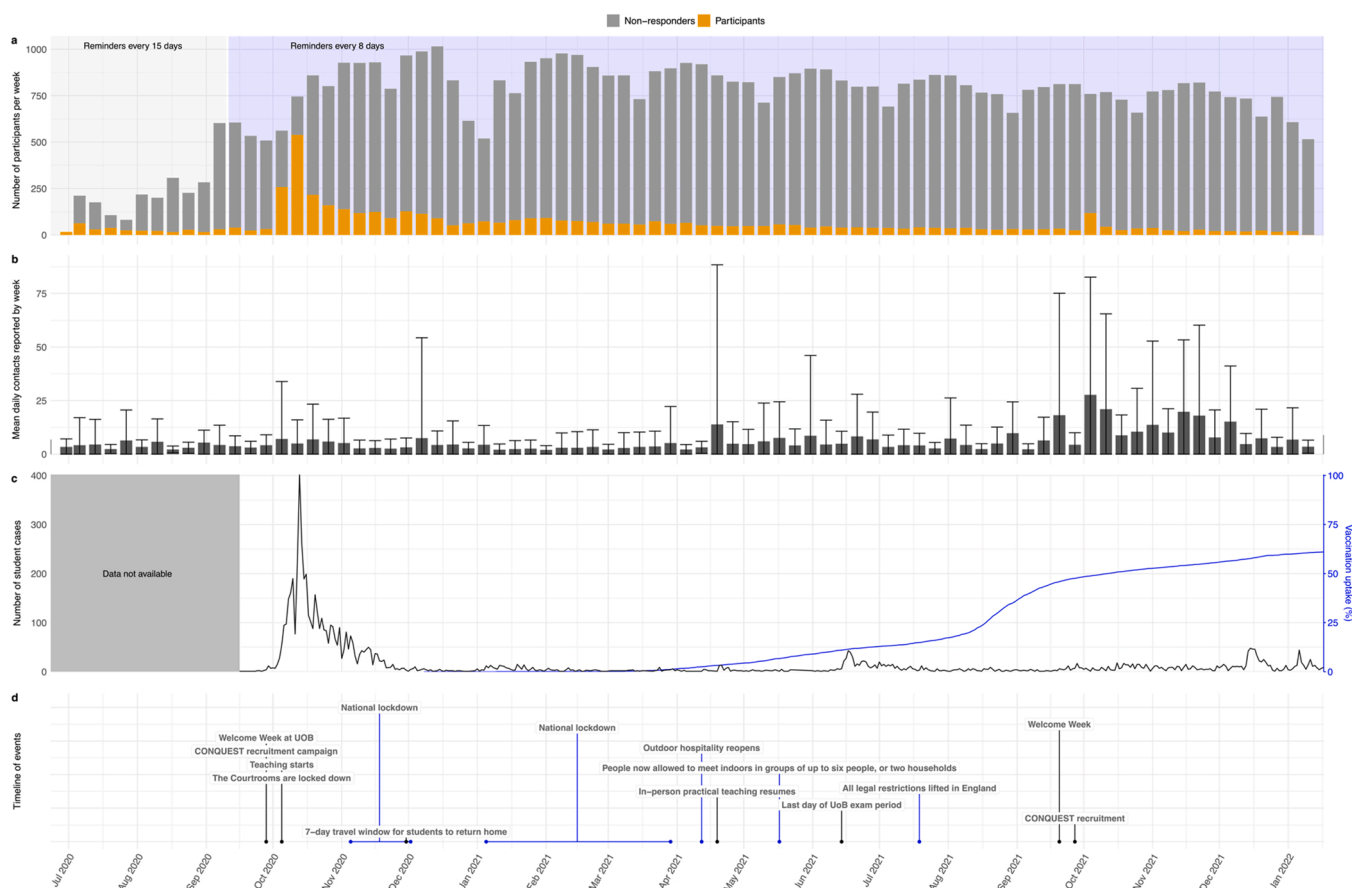 Non−responders Participants
a
Reminders every 15 days Reminders every 8 days
Number of participants per week
1000
750
500
250
0
b
Mean daily contacts reported by week
75
50
25
0
c
Number of student cases
400
300
200
100
0
Data not available
100
75
50
25
0
Vaccination uptake (%)
d
Timeline of events
National lockdown
Welcome Week at UOB
CONQUEST recruitment campaign
Teaching starts
The Courtrooms are locked down
7−day travel window for students to return home
National lockdown
Outdoor hospitality reopens
People now allowed to meet indoors in groups of up to six people, or two households
In−person practical teaching resumes
All legal restrictions lifted in England
Last day of UoB exam period
Welcome Week
CONQUEST recruitment
Jul 2020
Aug 2020
Sep 2020
Oct 2020
Nov 2020
Dec 2020
Jan 2021
Feb 2021
Mar 2021
Apr 2021
May 2021
Jun 2021
Jul 2021
Aug 2021
Sep 2021
Oct 2021
Nov 2021
Dec 2021
Jan 2022